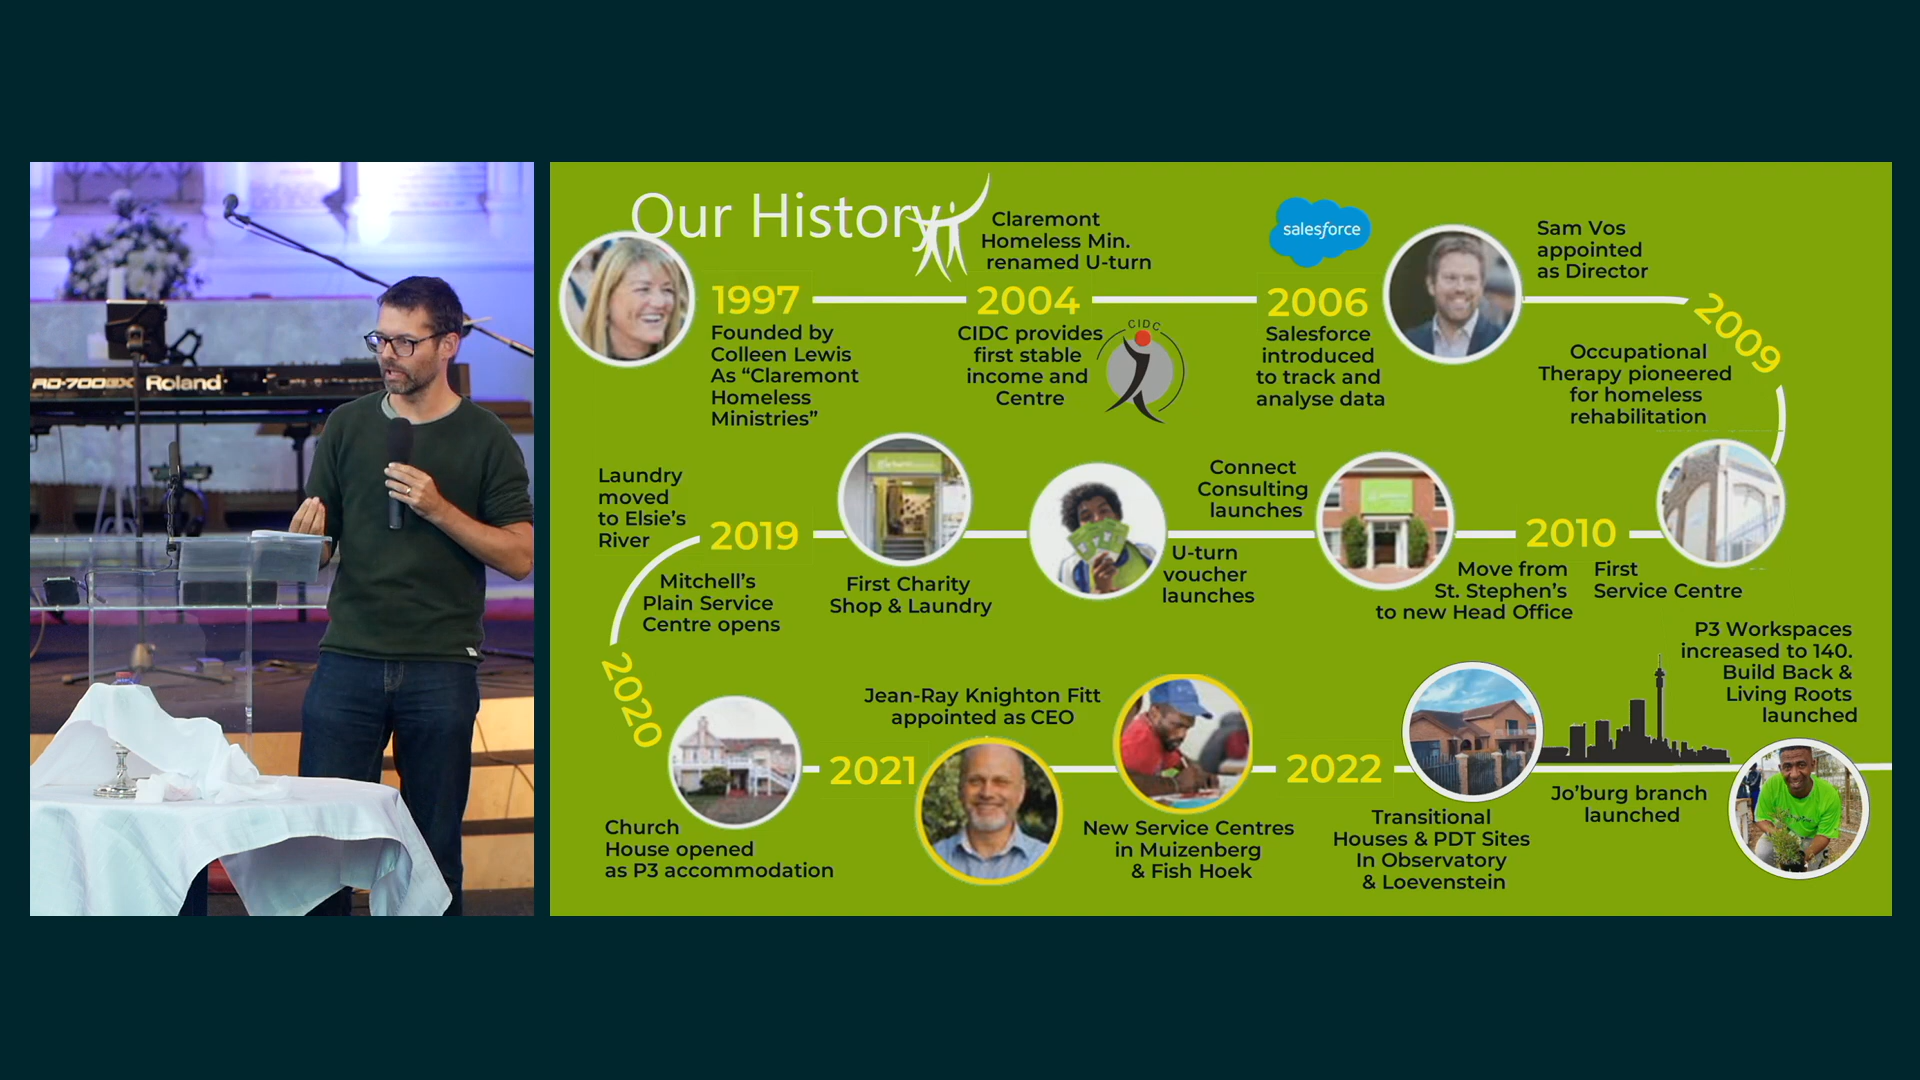 RD-700GX Roland
Our History
Claremont
Homeless Min.
renamed U-turn
salesforce
Sam Vos
appointed
as Director
1997
2004
2006
2009
Founded by
Colleen Lewis
As “Claremont
Homeless
Ministries”
CIDC provides
first stable
income and
Centre
CIDC
Salesforce
introduced
to track and
analyse data
Occupational
Therapy pioneered
for homeless
rehabilitation
Laundry
moved
to Elsie’s
River
2019
Mitchell’s
Plain Service
Centre opens
First Charity
Shop & Laundry
U-turn
voucher
launches
Connect
Consulting
launches
2010
Move from
St. Stephen’s
to new Head Office
First
Service Centre
2020
Church
House opened
as P3 accommodation
2021
Jean-Ray Knighton Fitt
appointed as CEO
New Service Centres
in Muizenberg
& Fish Hoek
2022
Transitional
Houses & PDT Sites
In Observatory
& Loevenstein
Jo’burg branch
launched
P3 Workspaces
increased to 140.
Build Back &
Living Roots
launched